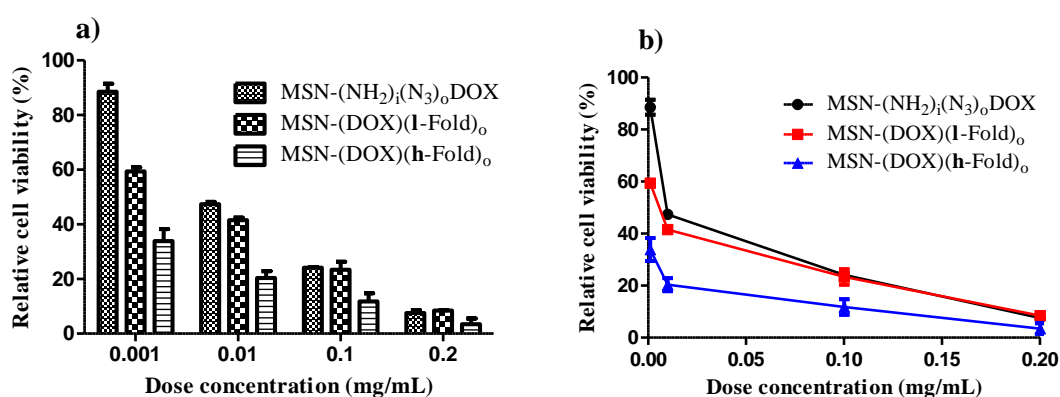 a)
Relative cell viability (%)
100
80
60
40
20
0
MSN-(NH₂)ᵢ(N₃)ₒDOX
MSN-(DOX)(l-Fold)ₒ
MSN-(DOX)(h-Fold)ₒ
0.001 0.01 0.1 0.2
Dose concentration (mg/mL)
b)
Relative cell viability (%)
100
80
60
40
20
0
MSN-(NH₂)ᵢ(N₃)ₒDOX
MSN-(DOX)(l-Fold)ₒ
MSN-(DOX)(h-Fold)ₒ
0.00 0.05 0.10 0.15 0.20
Dose concentration (mg/mL)